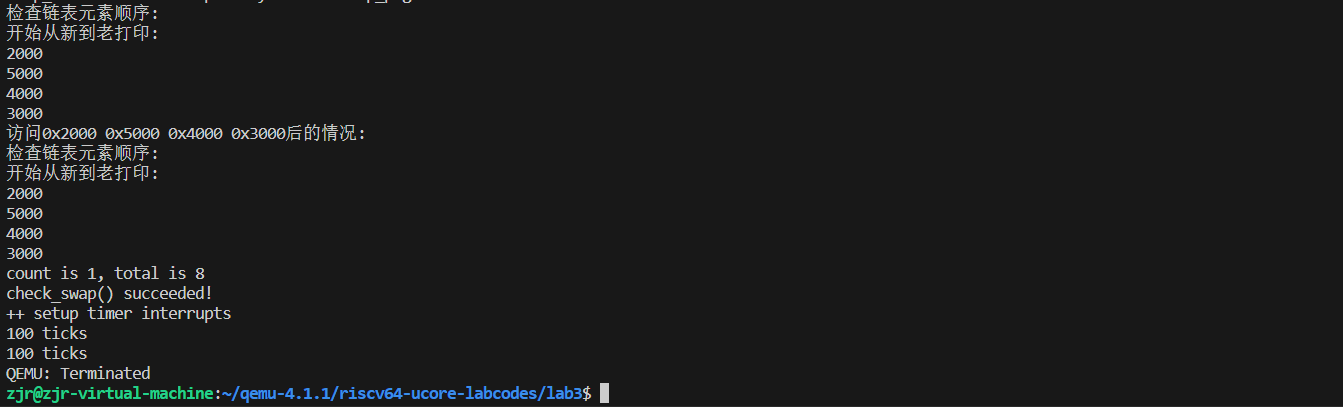 检查链表元素顺序:
开始从新到老打印:
2000
5000
4000
3000
访问0x2000 0x5000 0x4000 0x3000后的情况:
检查链表元素顺序:
开始从新到老打印:
2000
5000
4000
3000
count is 1, total is 8
check_swap() succeeded!
++ setup timer interrupts
100 ticks
100 ticks
QEMU: Terminated
zjr@zjr-virtual-machine:~/qemu-4.1.1/riscv64-ucore-labcodes/lab3$